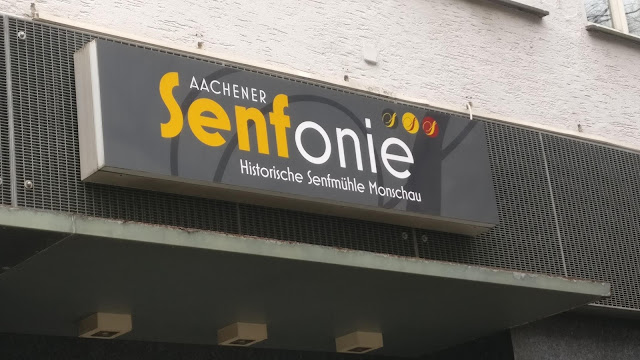 AACHENER
Senfonie
Historische Senfmühle Monschau